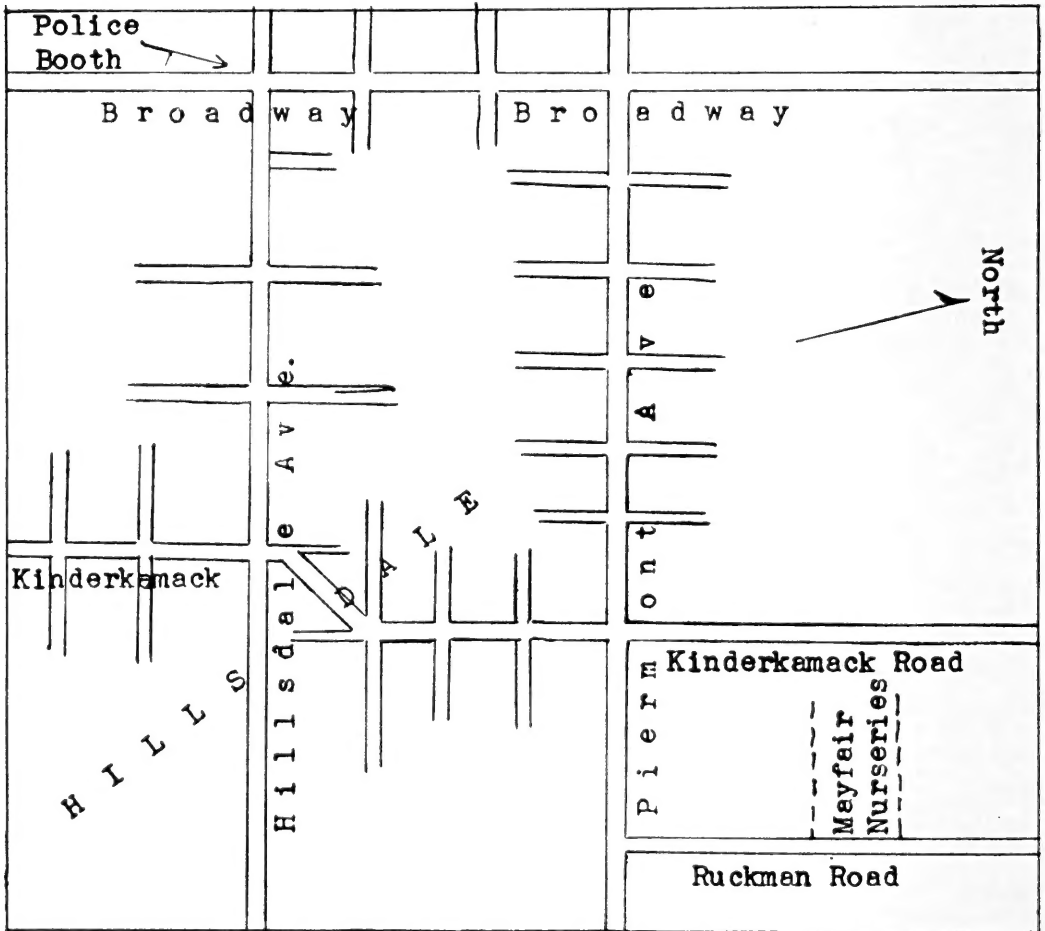 Police
Booth
Broadway
Broadway
North
Hillsdale Ave.
Piermont Ave
HILLSDALE
Kinderkamack
Kinderkamack Road
Mayfair
Nurseries
Ruckman Road